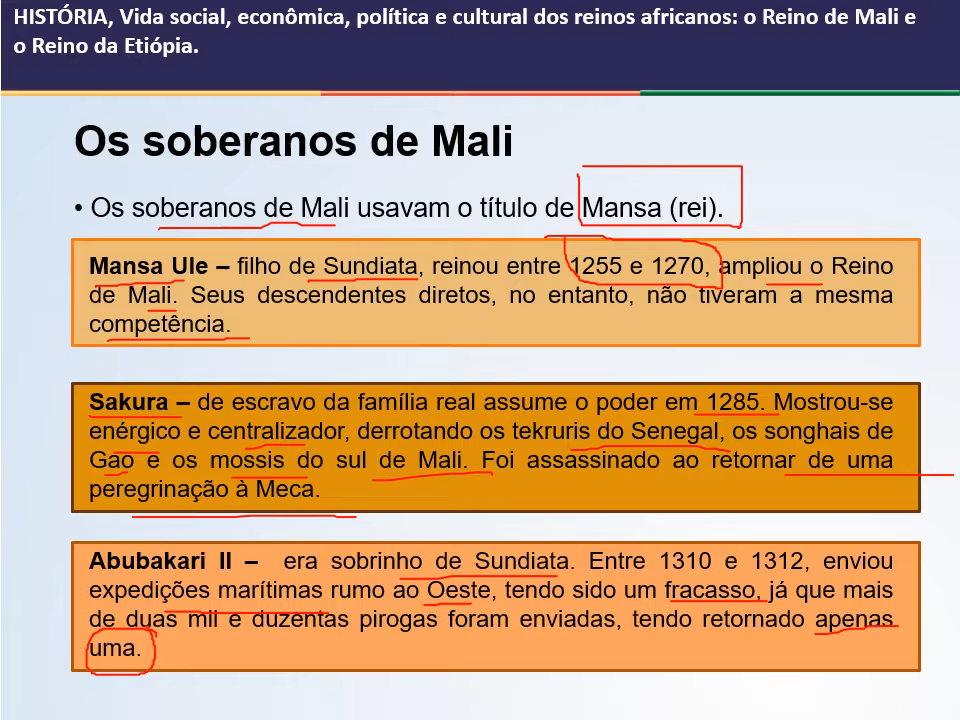 HISTÓRIA, Vida social, econômica, política e cultural dos reinos africanos: o Reino de Mali e
o Reino da Etiópia.
Os soberanos de Mali
• Os soberanos de Mali usavam o título de Mansa (rei).
Mansa Ule – filho de Sundiata, reinou entre 1255 e 1270, ampliou o Reino
de Mali. Seus descendentes diretos, no entanto, não tiveram a mesma
competência.
Sakura – de escravo da família real assume o poder em 1285. Mostrou-se
enérgico e centralizador, derrotando os tekruris do Senegal, os songhais de
Gao e os mossis do sul de Mali. Foi assassinado ao retornar de uma
peregrinação à Meca.
Abubakari II – era sobrinho de Sundiata. Entre 1310 e 1312, enviou
expedições marítimas rumo ao Oeste, tendo sido um fracasso, já que mais
de duas mil e duzentas pirogas foram enviadas, tendo retornado apenas
uma.